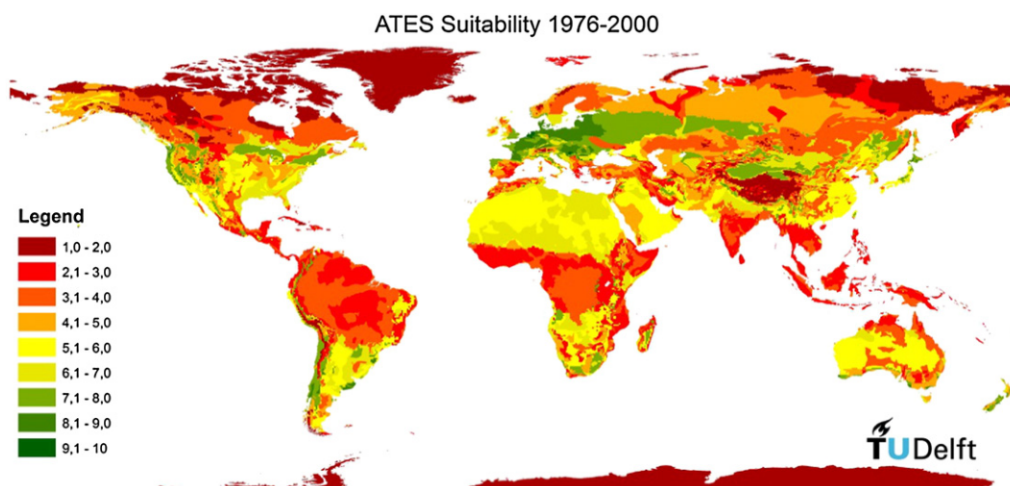 ATES Suitability 1976-2000
Legend
1,0 - 2,0
2,1 - 3,0
3,1 - 4,0
4,1 - 5,0
5,1 - 6,0
6,1 - 7,0
7,1 - 8,0
8,1 - 9,0
9,1 - 10
TU Delft